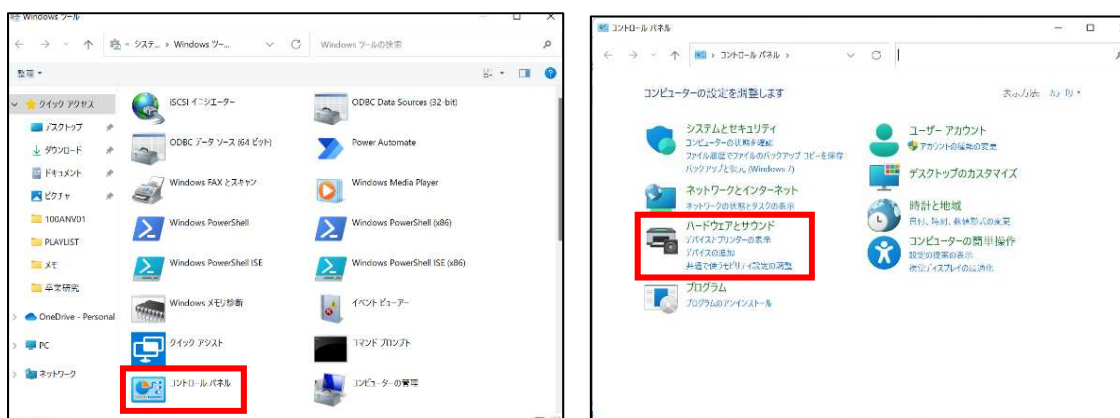 Windows ツール
システ... › Windows ツー...
Windows ツールの検索
整理
クイック アクセス
デスクトップ
ダウンロード
ドキュメント
ピクチャ
100ANV01
PLAYLIST
メモ
卒業研究
OneDrive - Personal
PC
ネットワーク
iSCSI イニシエーター
ODBC Data Sources (32-bit)
ODBC データ ソース (64 ビット)
Power Automate
Windows FAX とスキャン
Windows Media Player
Windows PowerShell
Windows PowerShell (x86)
Windows PowerShell ISE
Windows PowerShell ISE (x86)
Windows メモリ診断
イベント ビューアー
クイック アシスト
コマンド プロンプト
コントロール パネル
コンピューターの管理
コントロール パネル
コントロール パネル ›
コンピューターの設定を調整します
表示方法:
システムとセキュリティ
コンピューターの状態を確認
ファイル履歴でファイルのバックアップ コピーを保存
バックアップと復元 (Windows 7)
ネットワークとインターネット
ネットワークの状態とタスクの表示
ハードウェアとサウンド
デバイスとプリンターの表示
デバイスの追加
共通で使うモビリティ設定の調整
プログラム
プログラムのアンインストール
ユーザー アカウント
アカウントの種類の変更
デスクトップのカスタマイズ
時計と地域
日付、時刻、数値形式の変更
コンピューターの簡単操作
設定の提案の表示
視覚ディスプレイの最適化